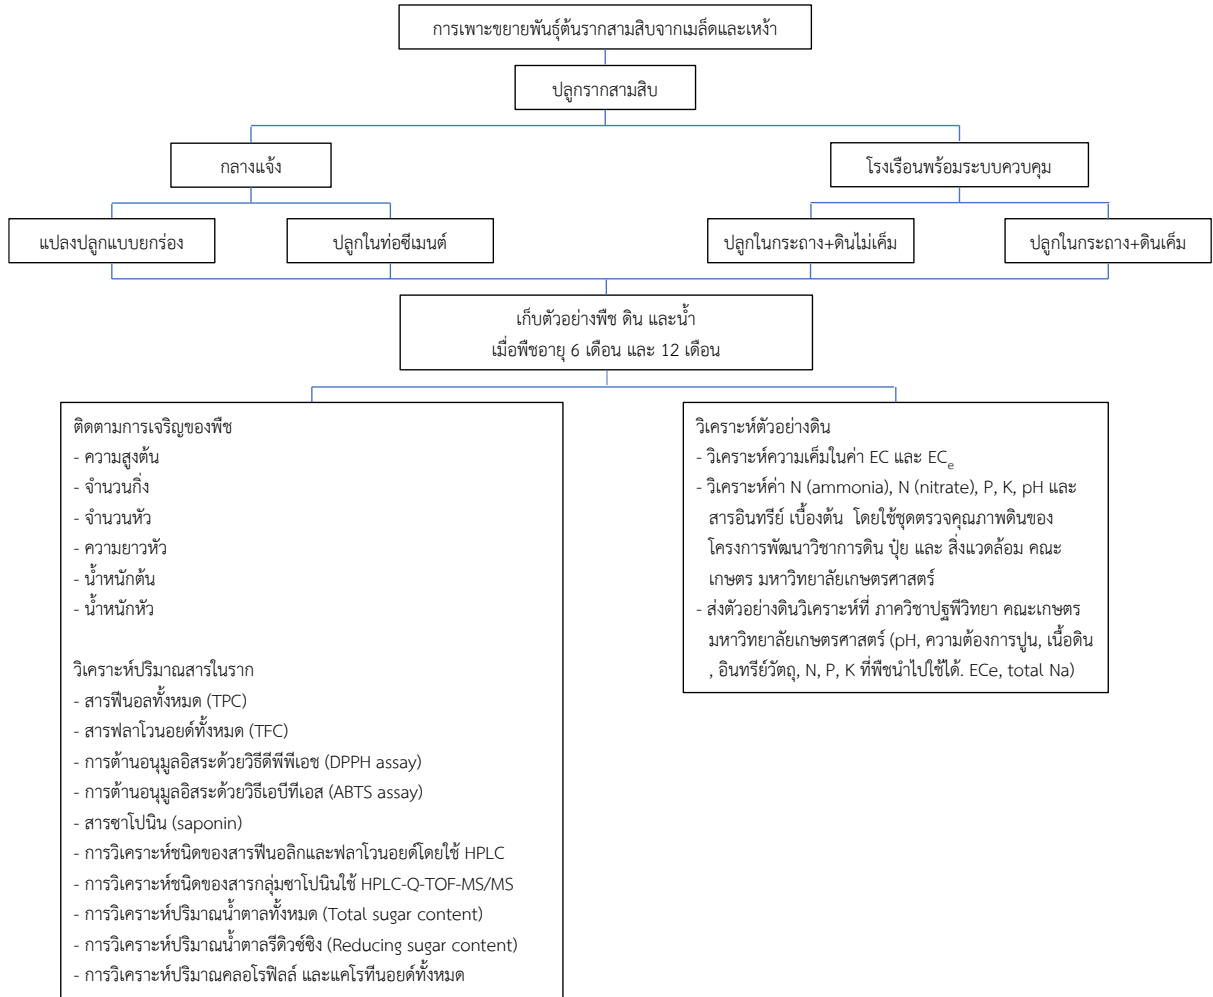 การเพาะขยายพันธุ์ต้นรากสามสิบจากเมล็ดและเหง้า
ปลูกรากสามสิบ
กลางแจ้ง
โรงเรือนพร้อมระบบควบคุม
แปลงปลูกแบบยกร่อง
ปลูกในท่อซีเมนต์
ปลูกในกระถาง+ดินไม่เค็ม
ปลูกในกระถาง+ดินเค็ม
เก็บตัวอย่างพืช ดิน และน้ำ
เมื่อพืชอายุ 6 เดือน และ 12 เดือน
ติดตามการเจริญของพืช
- ความสูงต้น
- จำนวนกิ่ง
- จำนวนหัว
- ความยาวหัว
- น้ำหนักต้น
- น้ำหนักหัว
วิเคราะห์ปริมาณสารในราก
- สารฟีนอลทั้งหมด (TPC)
- สารฟลาโวนอยด์ทั้งหมด (TFC)
- การต้านอนุมูลอิสระด้วยวิธีดีพีพีเอช (DPPH assay)
- การต้านอนุมูลอิสระด้วยวิธีเอบีทีเอส (ABTS assay)
- สารซาโปนิน (saponin)
- การวิเคราะห์ชนิดของสารฟีนอลิกและฟลาโวนอยด์โดยใช้ HPLC
- การวิเคราะห์ชนิดของสารกลุ่มซาโปนินใช้ HPLC-Q-TOF-MS/MS
- การวิเคราะห์ปริมาณน้ำตาลทั้งหมด (Total sugar content)
- การวิเคราะห์ปริมาณน้ำตาลรีดิวซ์ซิง (Reducing sugar content)
- การวิเคราะห์ปริมาณคลอโรฟิลล์ และแคโรทีนอยด์ทั้งหมด
วิเคราะห์ตัวอย่างดิน
- วิเคราะห์ความเค็มในค่า EC และ ECe
- วิเคราะห์ค่า N (ammonia), N (nitrate), P, K, pH และ
สารอินทรีย์ เบื้องต้น โดยใช้ชุดตรวจคุณภาพดินของ
โครงการพัฒนาวิชาการดิน ปุ๋ย และ สิ่งแวดล้อม คณะ
เกษตร มหาวิทยาลัยเกษตรศาสตร์
- ส่งตัวอย่างดินวิเคราะห์ที่ ภาควิชาปฐพีวิทยา คณะเกษตร
มหาวิทยาลัยเกษตรศาสตร์ (pH, ความต้องการปูน, เนื้อดิน
, อินทรีย์วัตถุ, N, P, K ที่พืชนำไปใช้ได้. ECe, total Na)